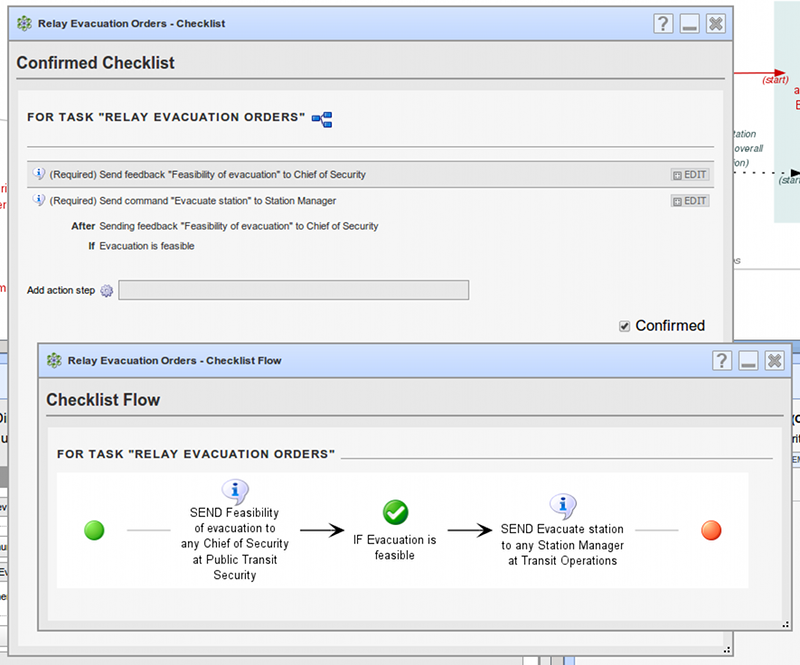 Relay Evacuation Orders - Checklist
?
Confirmed Checklist
FOR TASK "RELAY EVACUATION ORDERS"
(Required) Send feedback "Feasibility of evacuation" to Chief of Security
EDIT
(Required) Send command "Evacuate station" to Station Manager
EDIT
After Sending feedback "Feasibility of evacuation" to Chief of Security
If Evacuation is feasible
Add action step
Confirmed
(start)
overall
Relay Evacuation Orders - Checklist Flow
?
Checklist Flow
FOR TASK "RELAY EVACUATION ORDERS"
SEND Feasibility
of evacuation to
any Chief of Security
at Public Transit
Security
IF Evacuation is
feasible
SEND Evacuate station
to any Station Manager
at Transit Operations